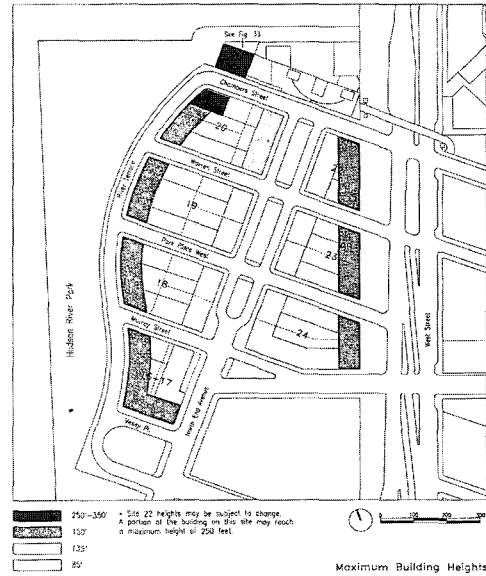 See Fig. 33
Chambers Street
20
Warren Street
River Terrace
19
23
Park Place West
Hudson River Park
18
24
West Street
Murray Street
North End Avenue
Vesey Pl.
250'-350'
150'
135'
85'
* Site 22 heights may be subject to change.
A portion of the building on this site may reach
a maximum height of 250 feet.
0 100 200 300
Maximum Building Heights